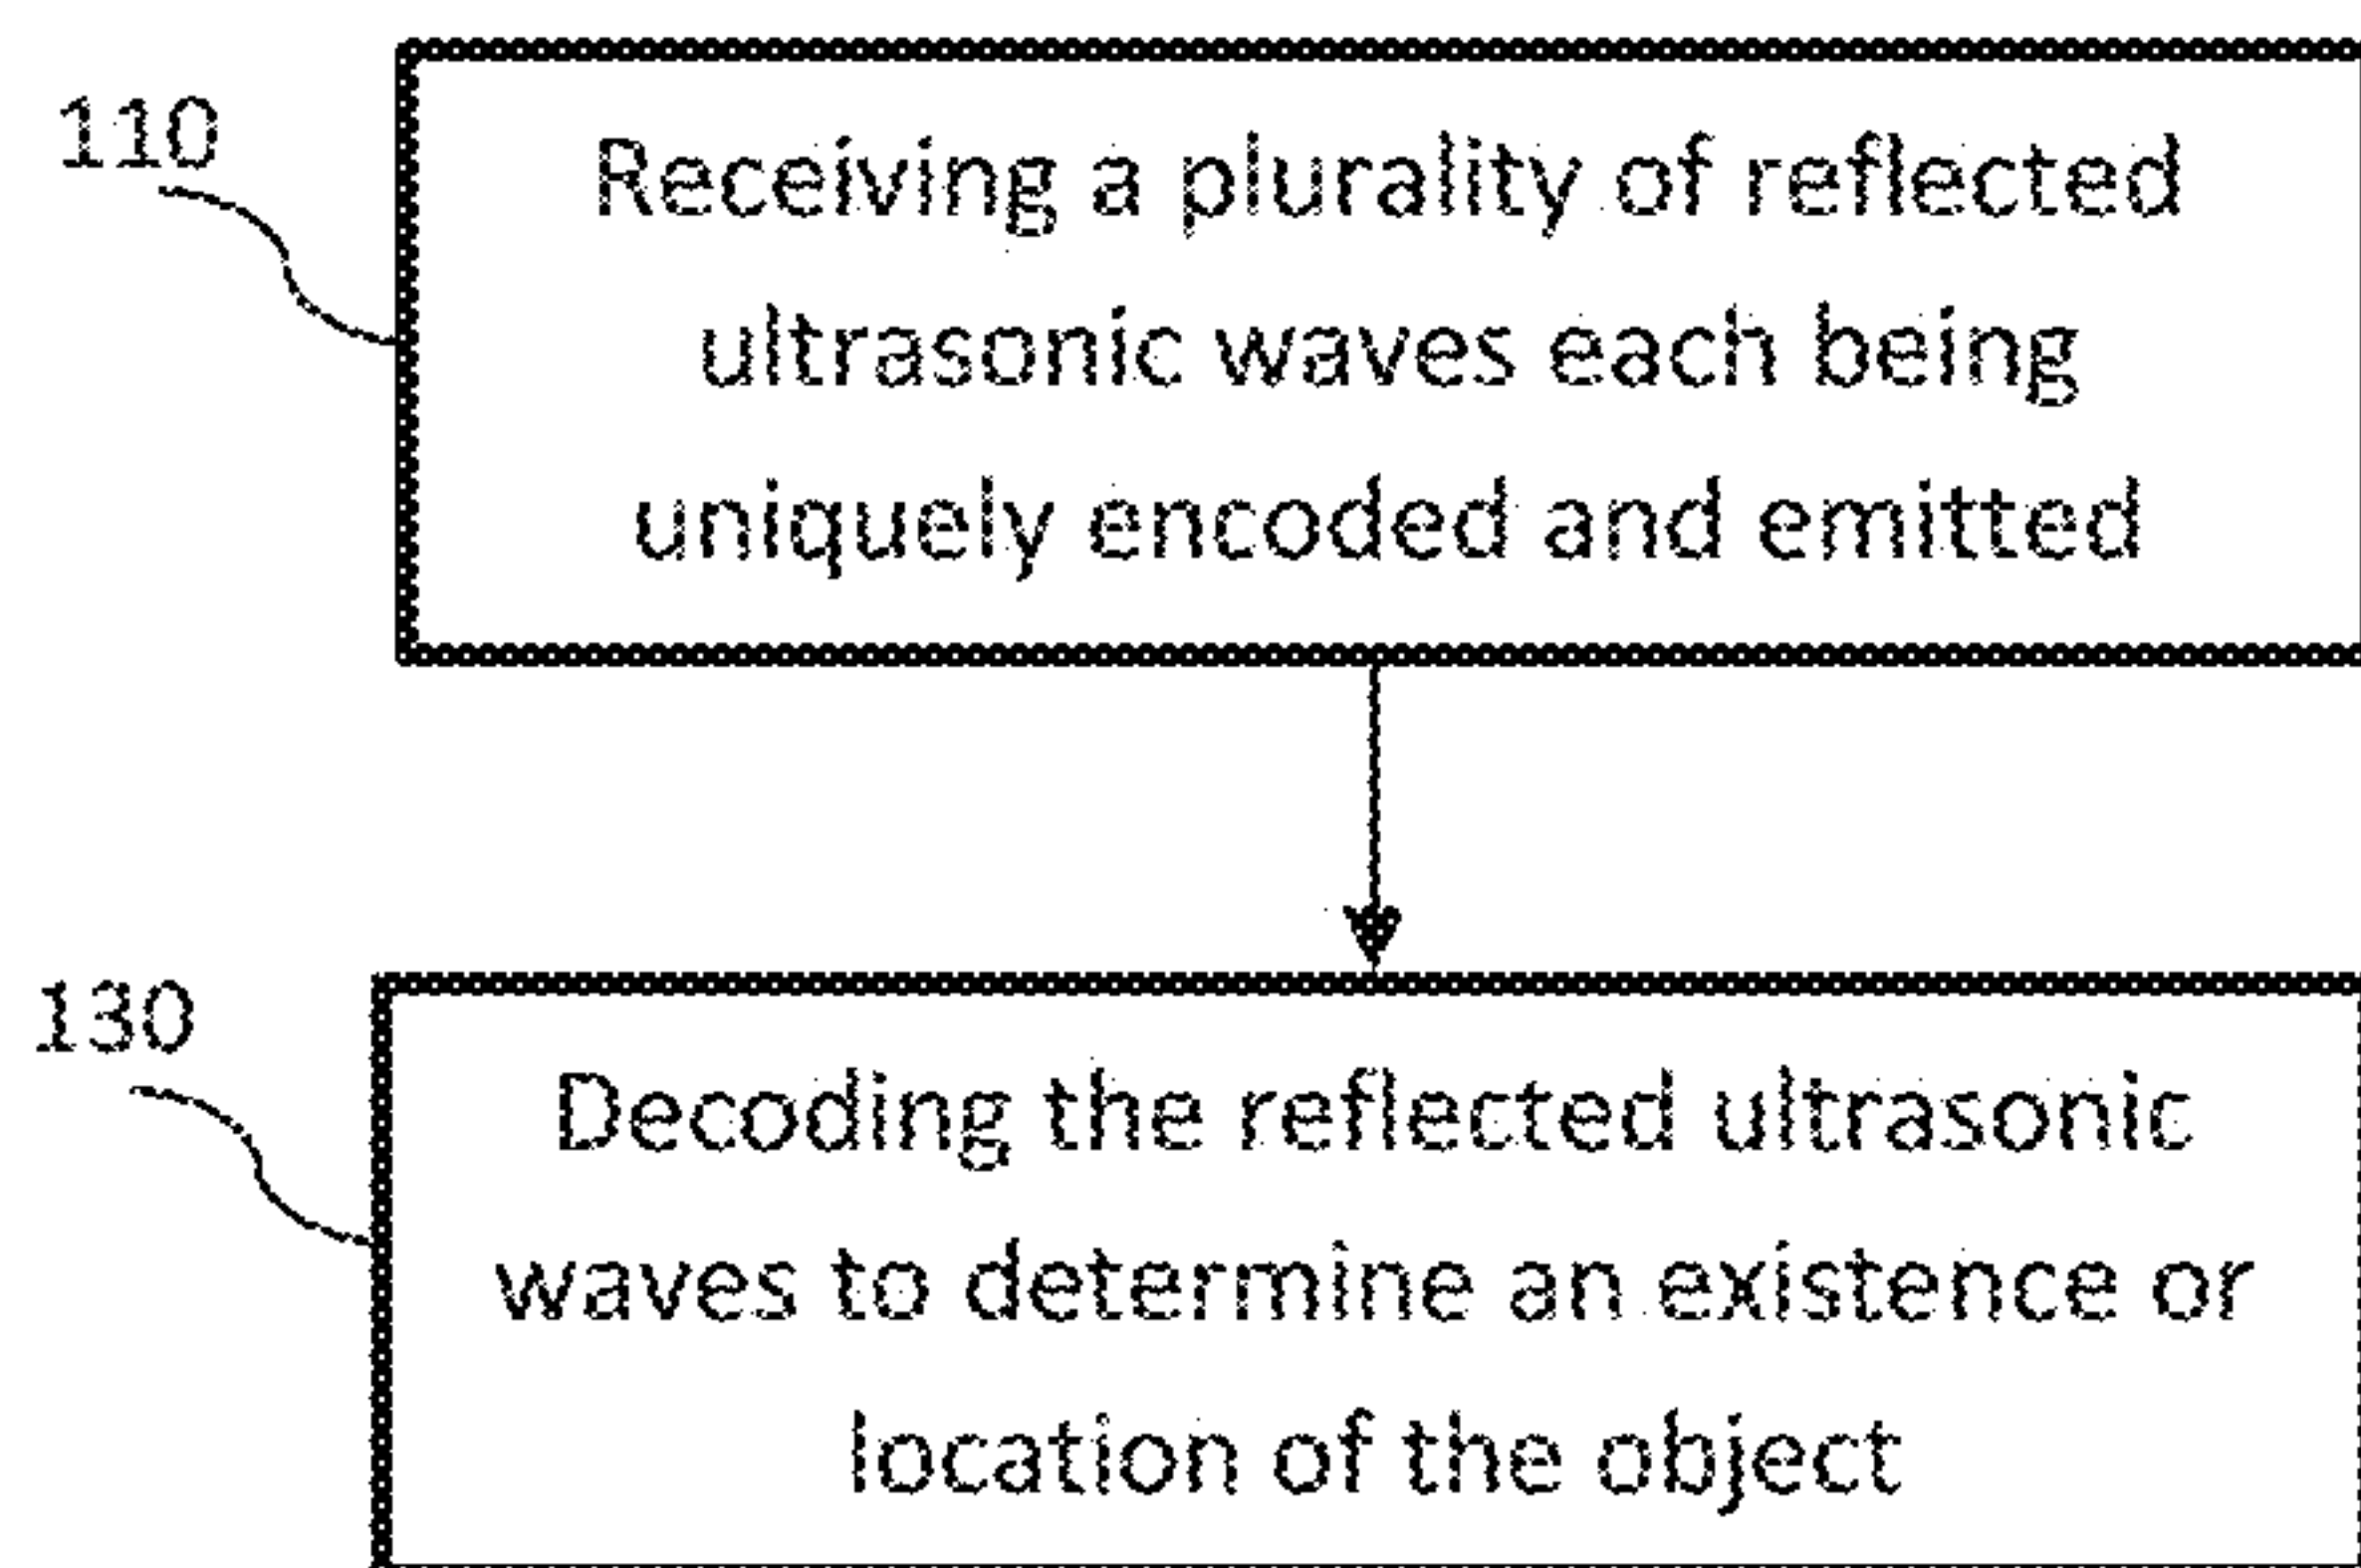 110
Receiving a plurality of reflected
ultrasonic waves each being
uniquely encoded and emitted
130
Decoding the reflected ultrasonic
waves to determine an existence or
location of the object